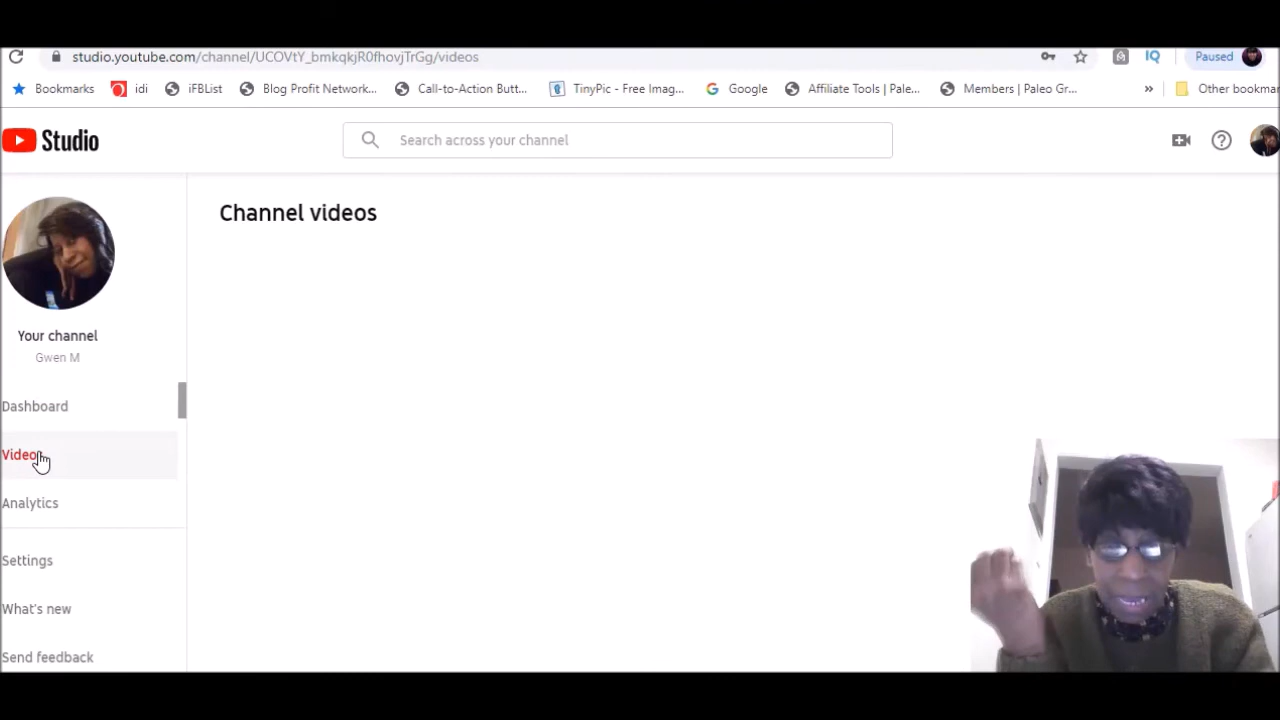 studio.youtube.com/channel/UCOVtY_bmkqkjR0fhovjTrGg/videos
Paused
Bookmarks idi iFBList Blog Profit Network... Call-to-Action Butt... TinyPic - Free Imag... Google Affiliate Tools | Pale... Members | Paleo Gr... » Other bookmar
Studio
Search across your channel
Channel videos
Your channel
Gwen M
Dashboard
Videos
Analytics
Settings
What's new
Send feedback